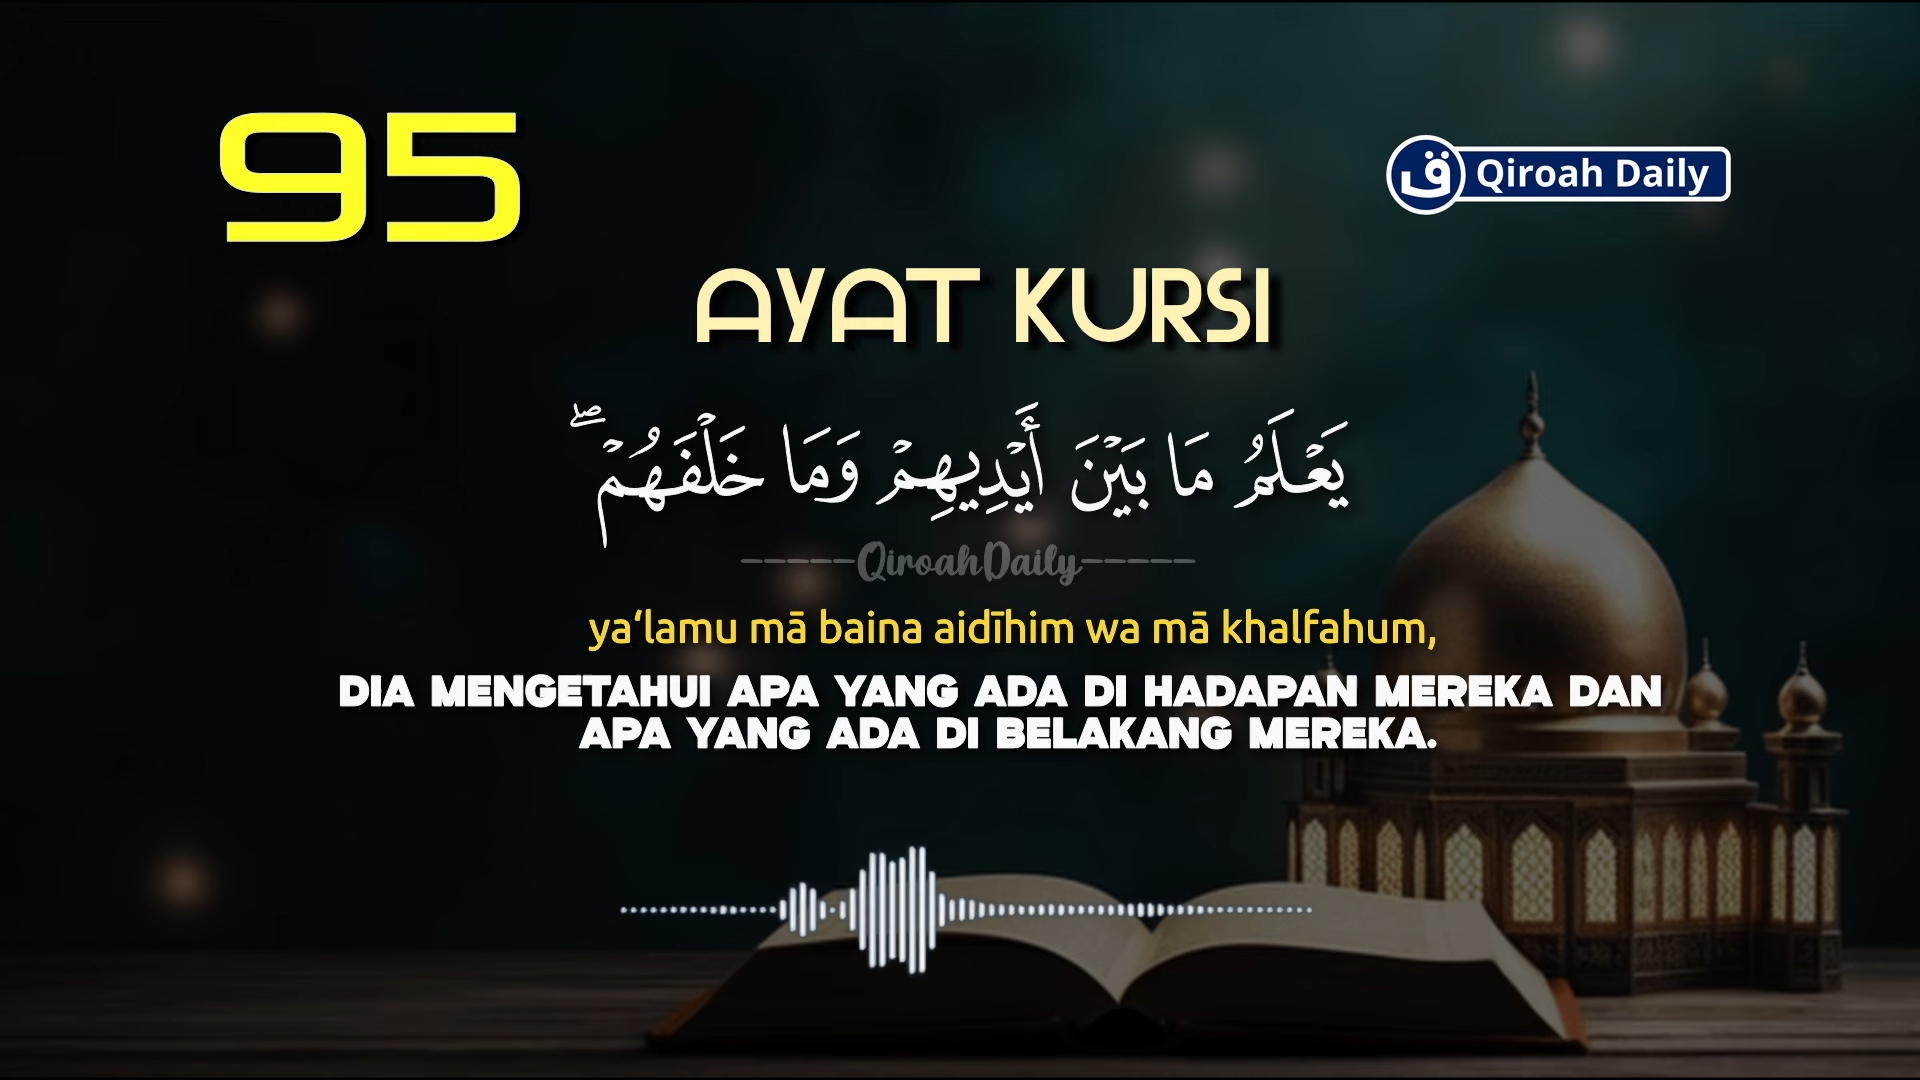 95
ق Qiroah Daily
AYAT KURSI
يَعْلَمُ مَا بَيْنَ أَيْدِيهِمْ وَمَا خَلْفَهُمْ ۖ
-----QiroahDaily-----
ya‘lamu mā baina aidīhim wa mā khalfahum,
DIA MENGETAHUI APA YANG ADA DI HADAPAN MEREKA DAN
APA YANG ADA DI BELAKANG MEREKA.